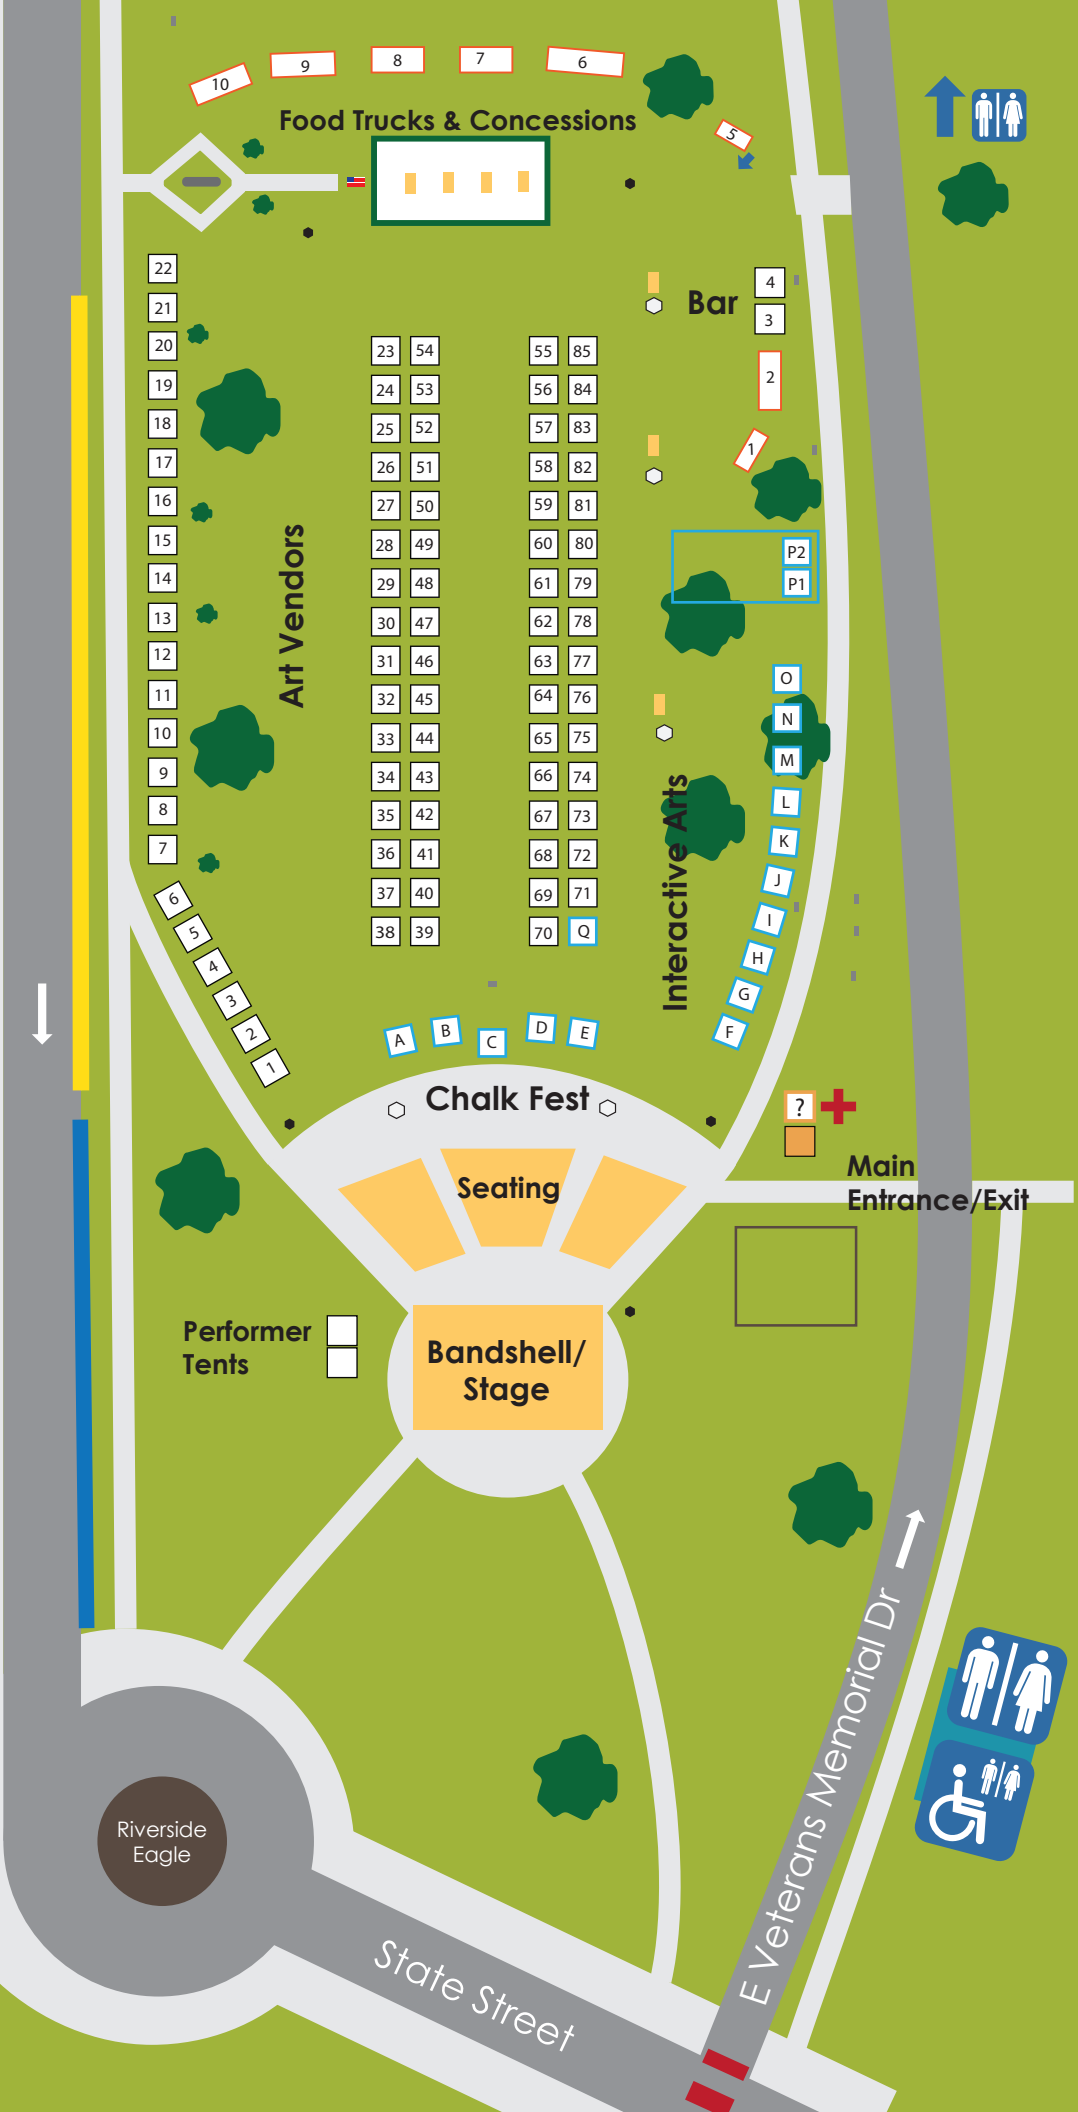 10
9
8
7
6
5
Food Trucks & Concessions
22
21
20
19
18
17
16
15
14
13
12
11
10
9
8
7
6
5
4
3
2
1
Art Vendors
23 54
24 53
25 52
26 51
27 50
28 49
29 48
30 47
31 46
32 45
33 44
34 43
35 42
36 41
37 40
38 39
55 85
56 84
57 83
58 82
59 81
60 80
61 79
62 78
63 77
64 76
65 75
66 74
67 73
68 72
69 71
70 Q
Bar
4
3
2
1
P2
P1
O
N
M
L
K
J
I
H
G
F
Interactive Arts
A
B
C
D
E
Chalk Fest
?
Main
Entrance/Exit
Seating
Performer
Tents
Bandshell/
Stage
Riverside
Eagle
State Street
E Veterans Memorial Dr